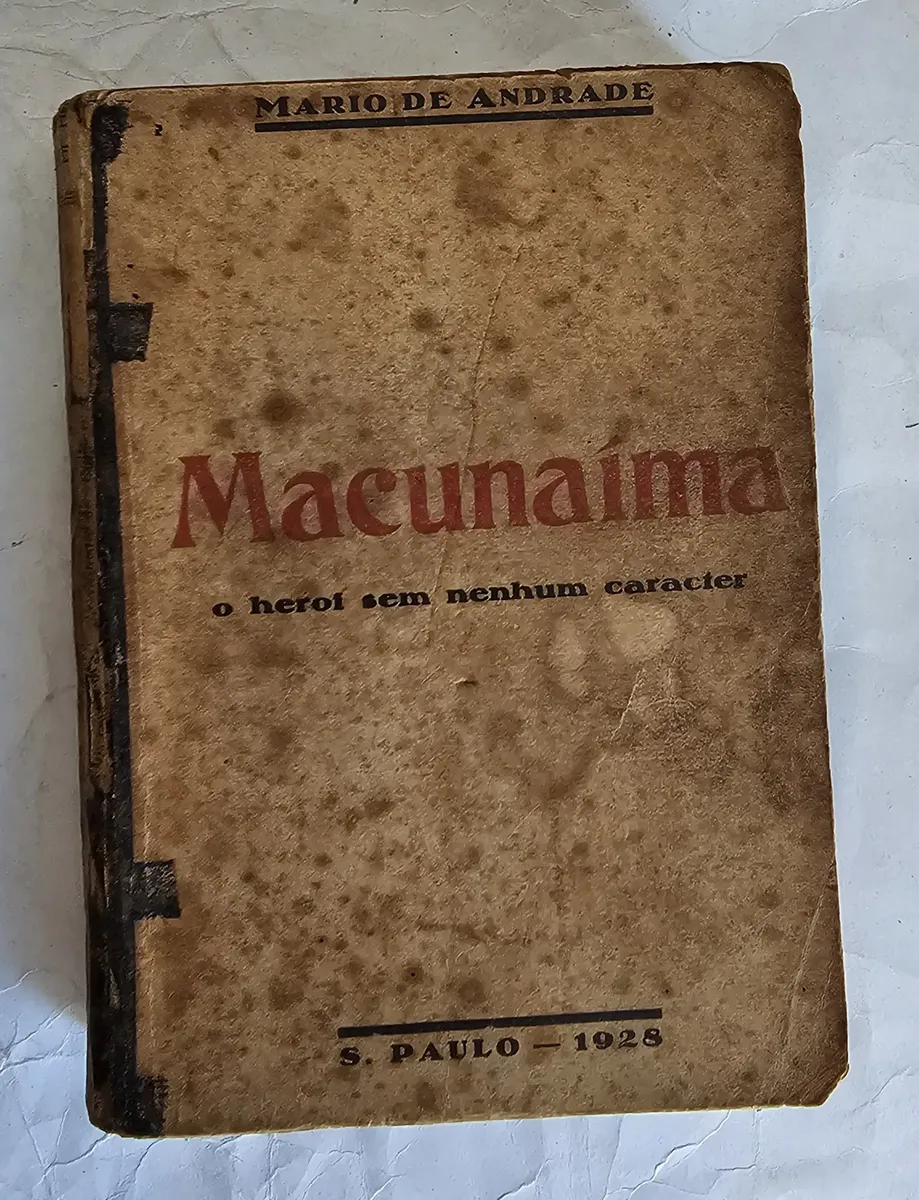 MARIO DE ANDRADE
Macunaíma
o heroi sem nenhum caracter
S. PAULO — 1928